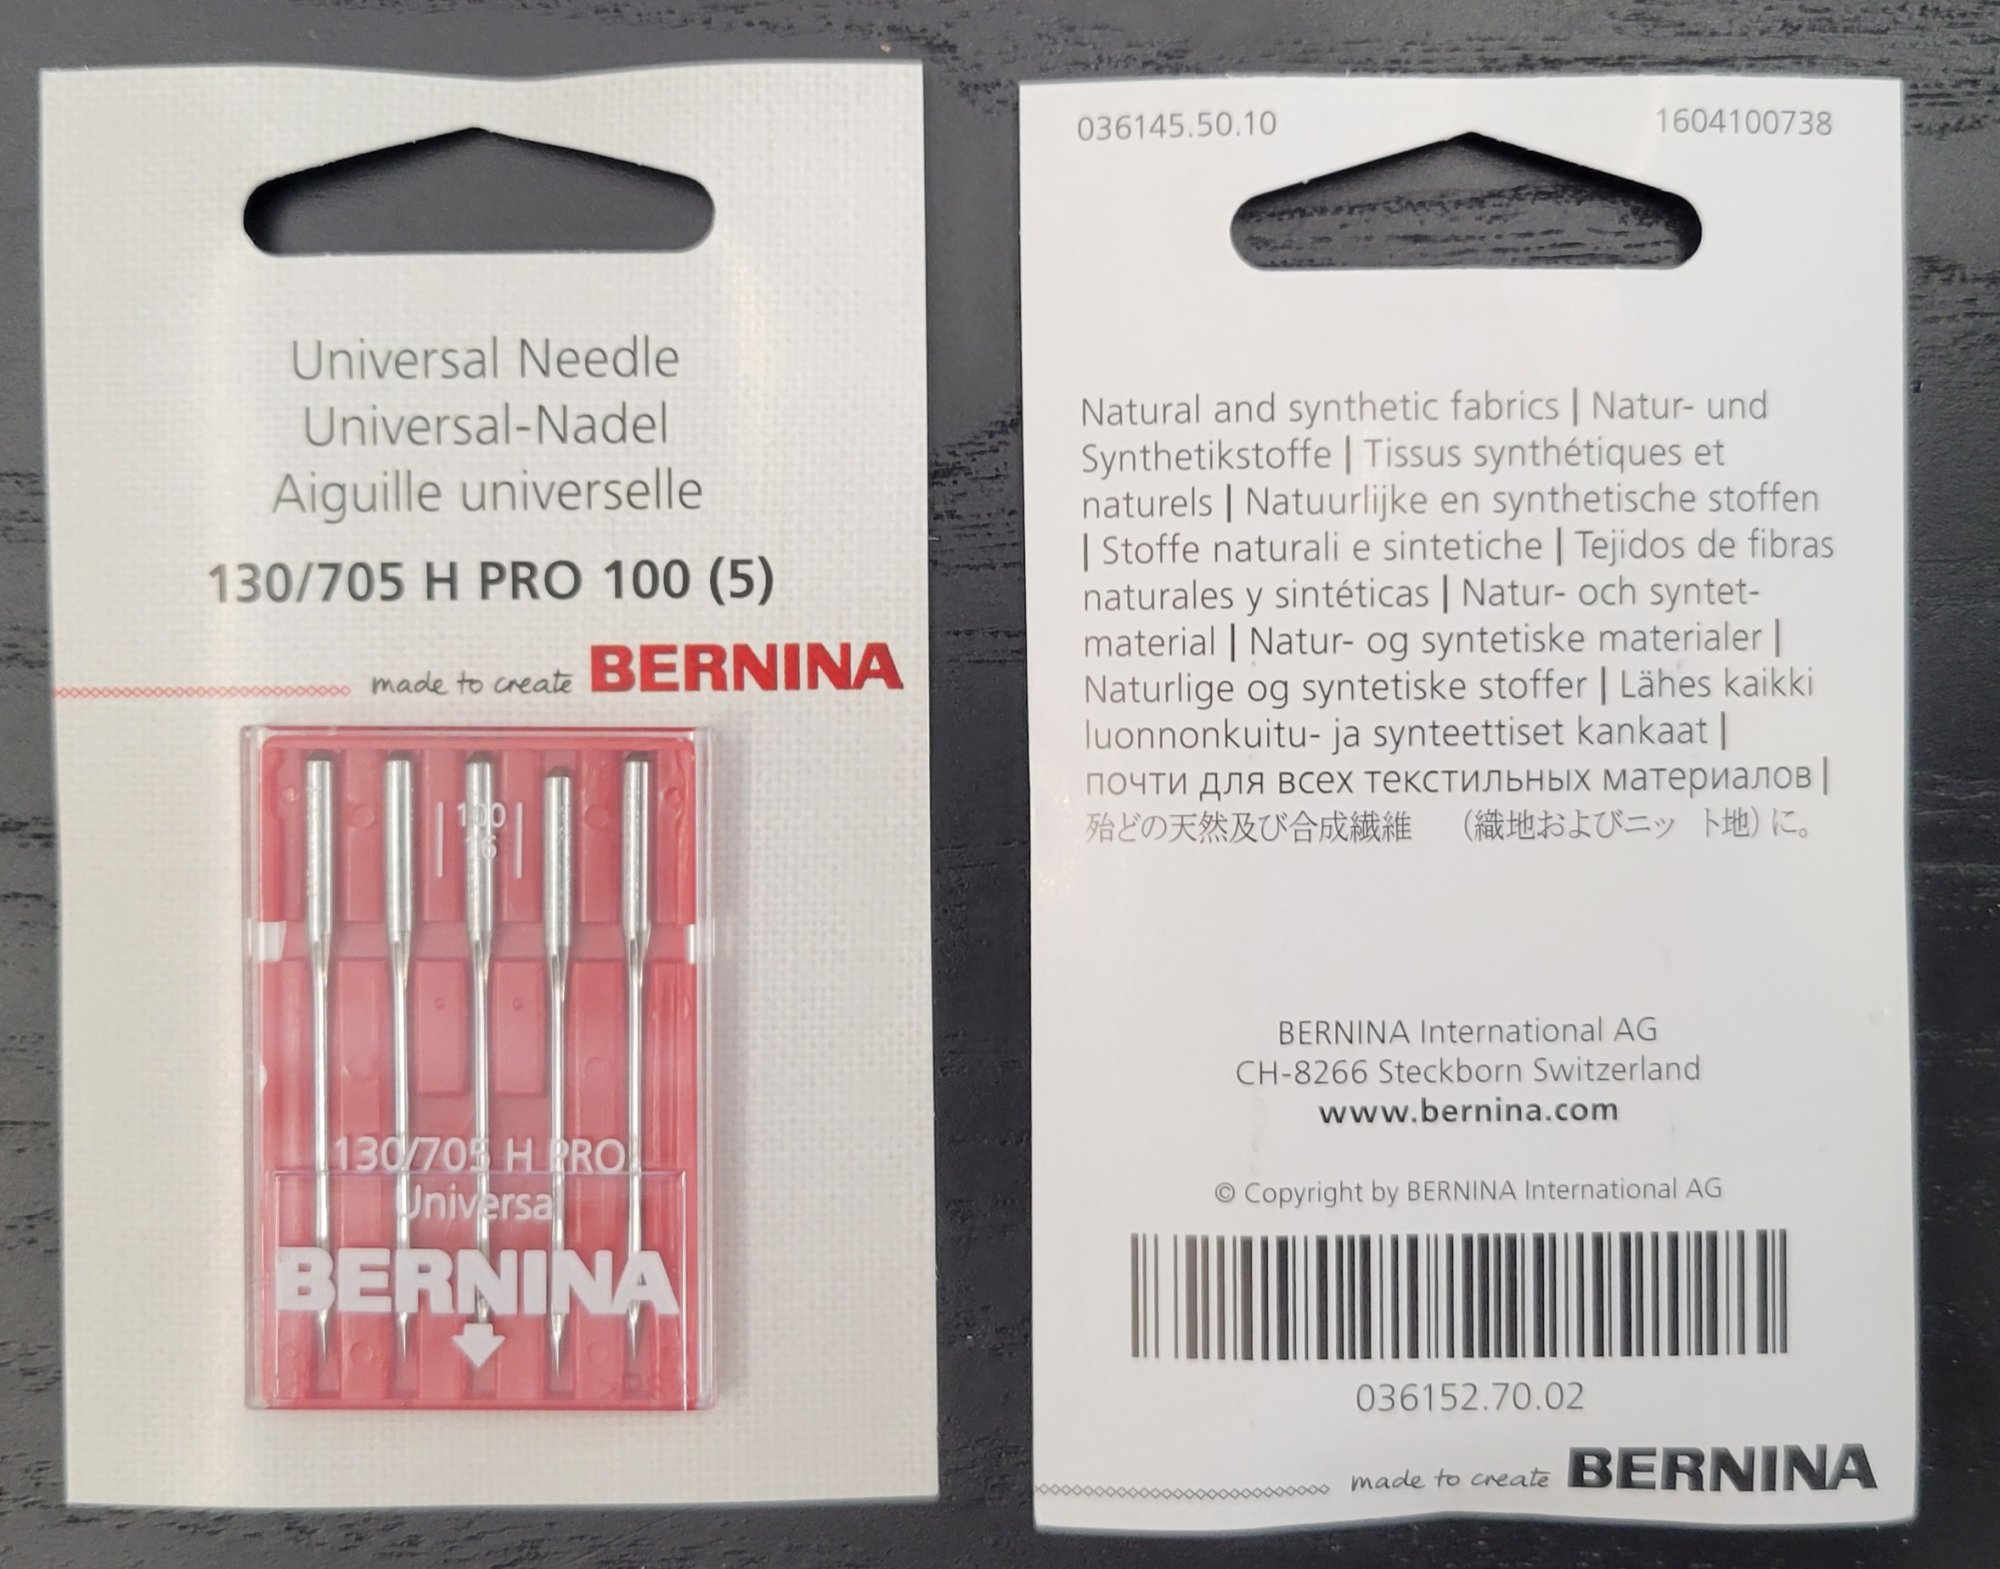 Universal Needle
Universal-Nadel
Aiguille universelle
130/705 H PRO 100 (5)
made to create BERNINA
100
16
130/705 H PRO
Universal
BERNINA
036145.50.10
1604100738
Natural and synthetic fabrics | Natur- und
Synthetikstoffe | Tissus synthétiques et
naturels | Natuurlijke en synthetische stoffen
| Stoffe naturali e sintetiche | Tejidos de fibras
naturales y sintéticas | Natur- och syntet-
material | Natur- og syntetiske materialer |
Naturlige og syntetiske stoffer | Lähes kaikki
luonnonkuitu- ja synteettiset kankaat |
почти для всех текстильных материалов |
殆どの天然及び合成繊維 （織地およびニッ ト地）に。
BERNINA International AG
CH-8266 Steckborn Switzerland
www.bernina.com
© Copyright by BERNINA International AG
036152.70.02
made to create BERNINA